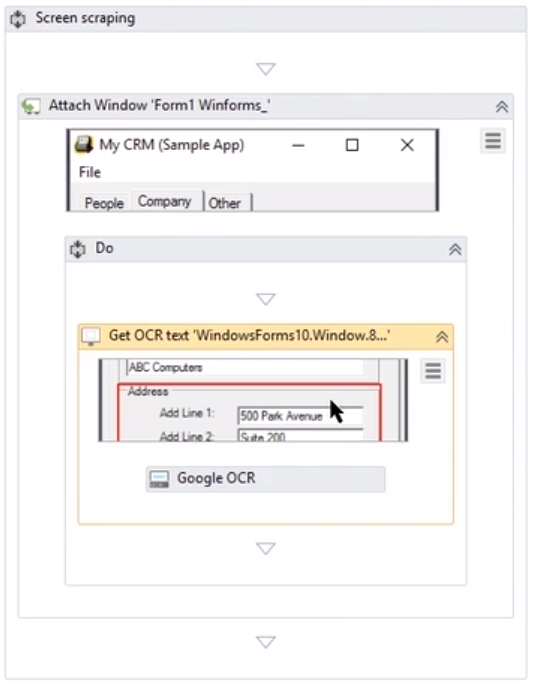 Screen scraping
Attach Window 'Form1 Winforms_'
My CRM (Sample App)
File
People Company Other
Do
Get OCR text 'WindowsForms10.Window.8...'
ABC Computers
Address
Add Line 1: 500 Park Avenue
Add Line 2: Suite 200
Google OCR